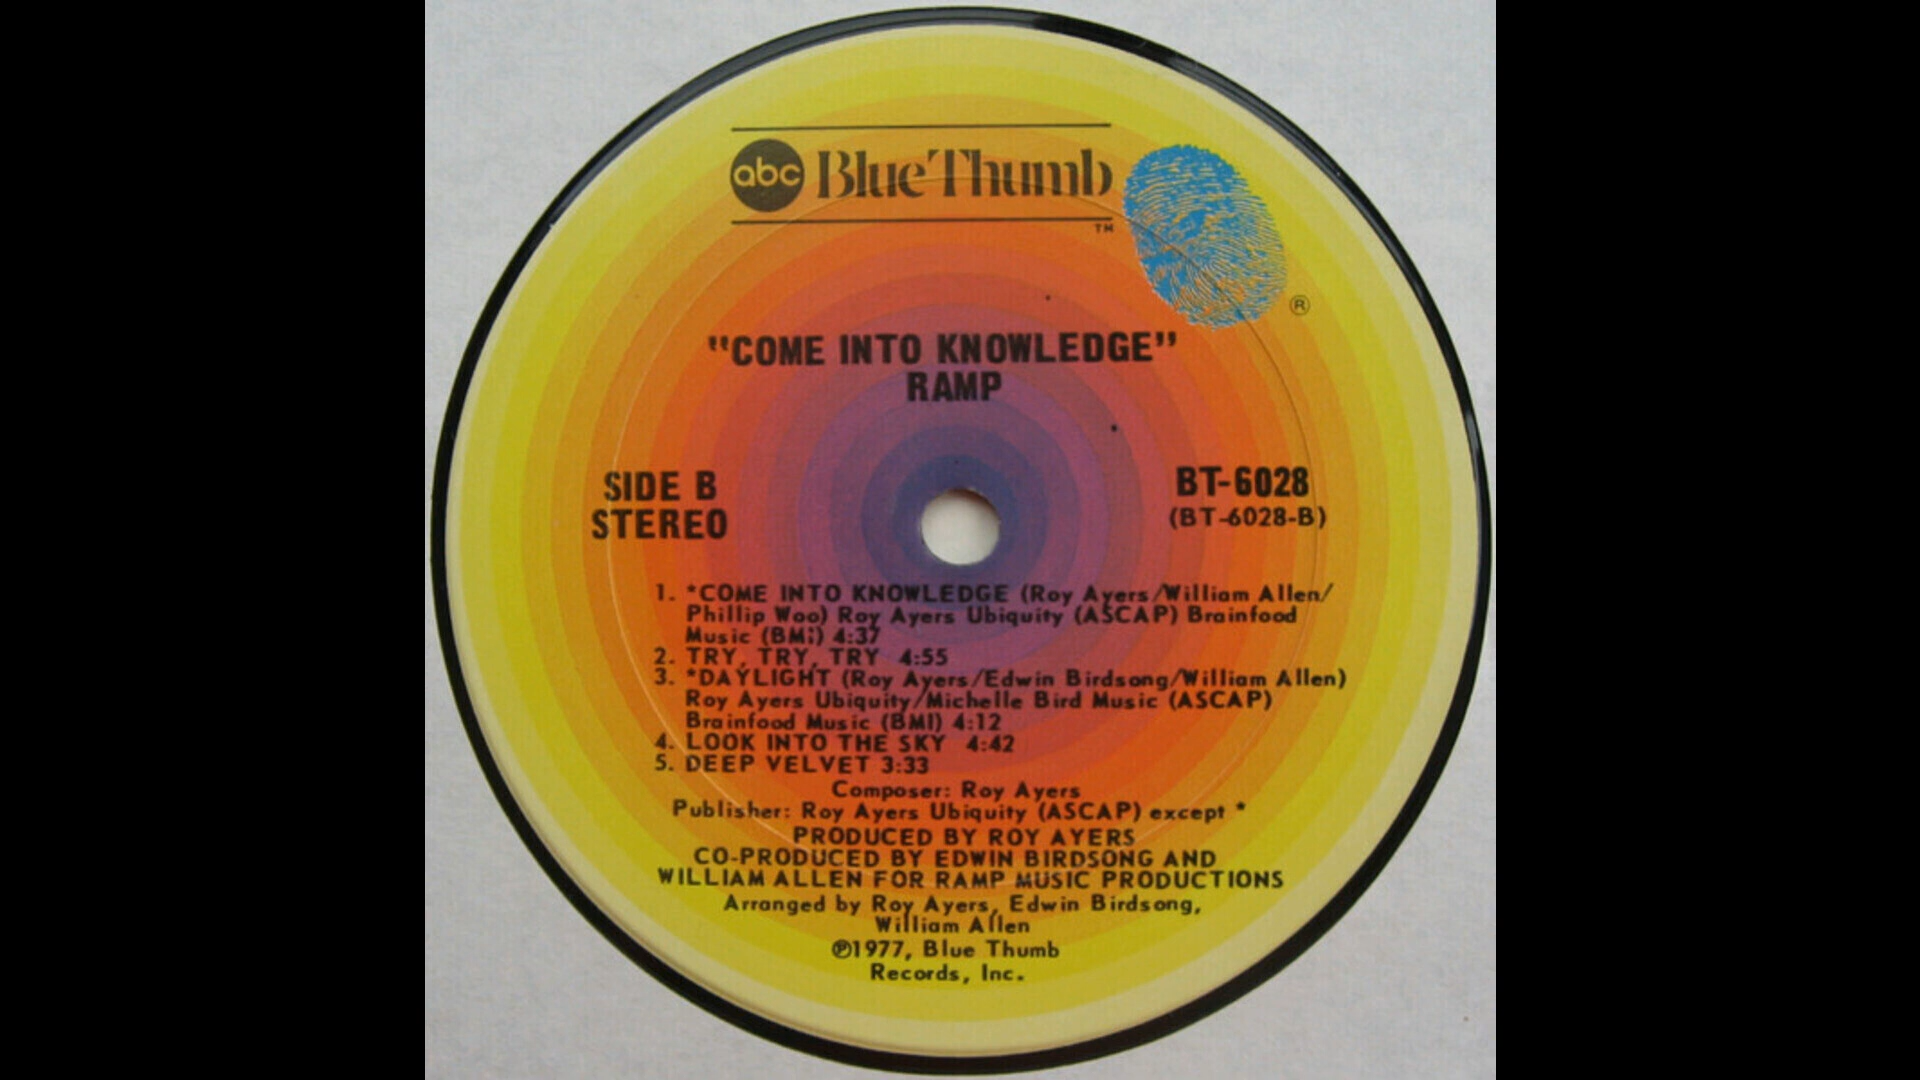 abc Blue Thumb
TM
®
"COME INTO KNOWLEDGE"
RAMP
SIDE B
STEREO
BT-6028
(BT-6028-B)
1. *COME INTO KNOWLEDGE (Roy Ayers/William Allen/
Phillip Woo) Roy Ayers Ubiquity (ASCAP) Brainfood
Music (BMi) 4:37
2. TRY, TRY, TRY 4:55
3. *DAYLIGHT (Roy Ayers/Edwin Birdsong/William Allen)
Roy Ayers Ubiquity/Michelle Bird Music (ASCAP)
Brainfood Music (BMI) 4:12
4. LOOK INTO THE SKY 4:42
5. DEEP VELVET 3:33
Composer: Roy Ayers
Publisher: Roy Ayers Ubiquity (ASCAP) except *
PRODUCED BY ROY AYERS
CO-PRODUCED BY EDWIN BIRDSONG AND
WILLIAM ALLEN FOR RAMP MUSIC PRODUCTIONS
Arranged by Roy Ayers, Edwin Birdsong,
William Allen
℗1977, Blue Thumb
Records, Inc.